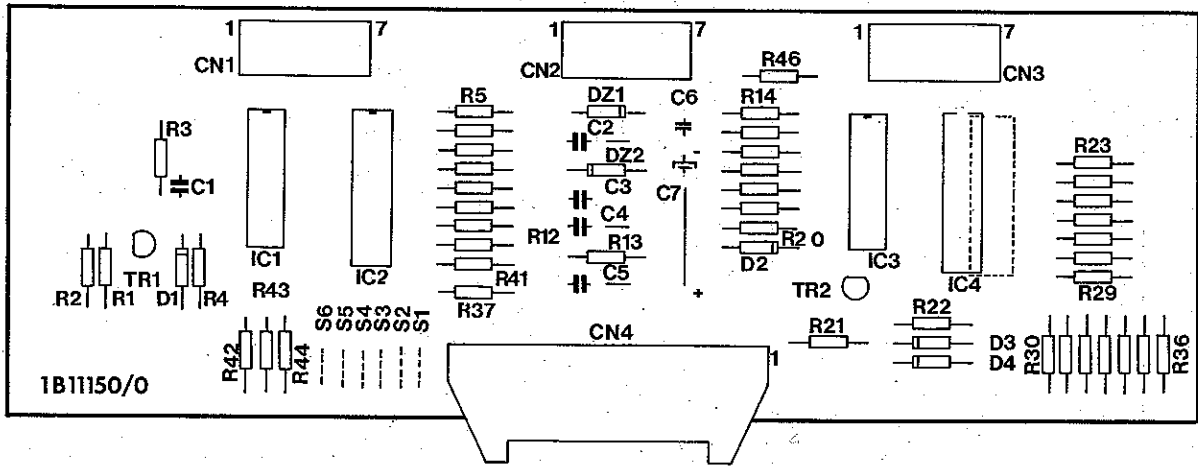 1 7
CN1
1 7
CN2
1 7
CN3
R46
R5
DZ1
C6
R14
R3
C2
DZ2
R23
C1
C3
C7
C4
R12
R13
R20
IC1
IC2
D2
IC3
IC4
C5
R41
TR1
R2
R1
D1
R4
R43
R37
TR2
R29
S6
S5
S4
S3
S2
S1
+
CN4
1
R21
R22
D3
D4
R42
R44
R30
R36
1B11150/0